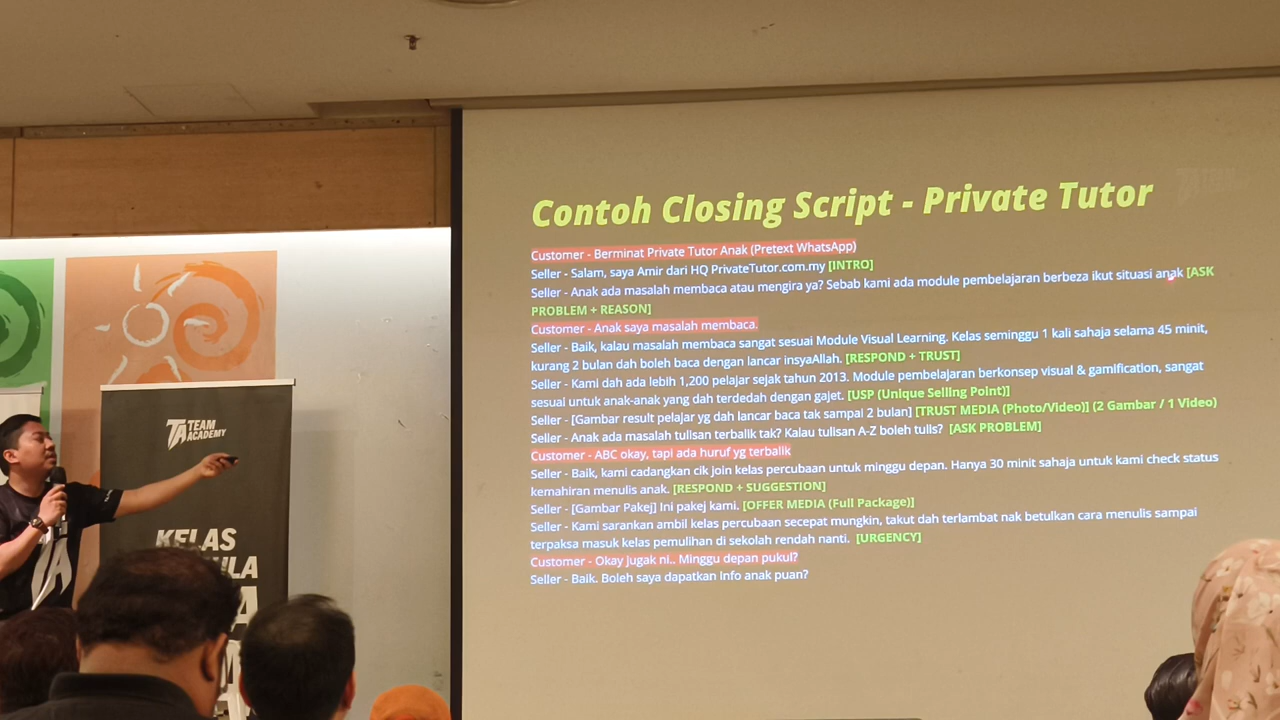 Contoh Closing Script - Private Tutor
Customer - Berminat Private Tutor Anak (Pretext WhatsApp)
Seller - Salam, saya Amir dari HQ PrivateTutor.com.my [INTRO]
Seller - Anak ada masalah membaca atau mengira ya? Sebab kami ada module pembelajaran berbeza ikut situasi anak [ASK
PROBLEM + REASON]
Customer - Anak saya masalah membaca.
Seller - Baik, kalau masalah membaca sangat sesuai Module Visual Learning. Kelas seminggu 1 kali sahaja selama 45 minit,
kurang 2 bulan dah boleh baca dengan lancar insyaAllah. [RESPOND + TRUST]
Seller - Kami dah ada lebih 1,200 pelajar sejak tahun 2013. Module pembelajaran berkonsep visual & gamification, sangat
sesuai untuk anak-anak yang dah terdedah dengan gajet. [USP (Unique Selling Point)]
Seller - [Gambar result pelajar yg dah lancar baca tak sampai 2 bulan] [TRUST MEDIA (Photo/Video)] (2 Gambar / 1 Video)
Seller - Anak ada masalah tulisan terbalik tak? Kalau tulisan A-Z boleh tulis? [ASK PROBLEM]
Customer - ABC okay, tapi ada huruf yg terbalik
Seller - Baik, kami cadangkan cik join kelas percubaan untuk minggu depan. Hanya 30 minit sahaja untuk kami check status
kemahiran menulis anak. [RESPOND + SUGGESTION]
Seller - [Gambar Pakej] Ini pakej kami. [OFFER MEDIA (Full Package)]
Seller - Kami sarankan ambil kelas percubaan secepat mungkin, takut dah terlambat nak betulkan cara menulis sampai
terpaksa masuk kelas pemulihan di sekolah rendah nanti. [URGENCY]
Customer - Okay jugak ni.. Minggu depan pukul?
Seller - Baik. Boleh saya dapatkan Info anak puan?
TEAM
ACADEMY
KELAS